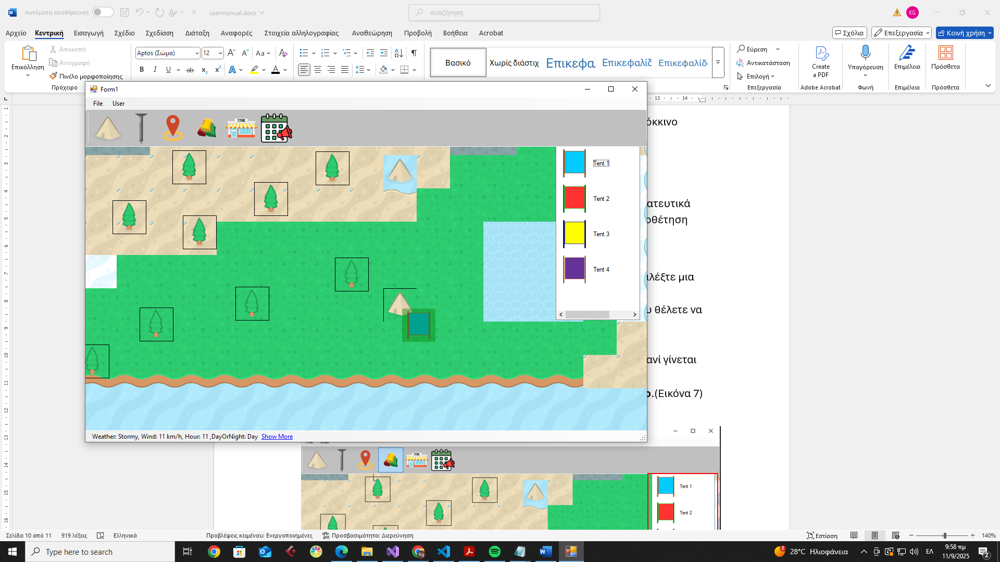 Αυτόματη αποθήκευση
usermanual.docx
Αναζήτηση
KG
Αρχείο Κεντρική Εισαγωγή Σχέδιο Σχεδίαση Διάταξη Αναφορές Στοιχεία αλληλογραφίας Αναθεώρηση Προβολή Βοήθεια Acrobat
Σχόλια Επεξεργασία Κοινή χρήση
Επικόλληση
Αποκοπή
Αντιγραφή
Πινέλο μορφοποίησης
Πρόχειρο
Aptos (Σώμα) 12
Βασικό Χωρίς διάστιχ Επικεφα Επικεφαλίδ Επικεφαλίδο
Εύρεση
Αντικατάσταση
Επιλογή
Επεξεργασία
Create a PDF
Adobe Acrobat
Υπαγόρευση
Φωνή
Επιμέλεια
Επιμέλεια
Πρόσθετα
Πρόσθετα
Form1
File User
STORE
Tent 1
Tent 2
Tent 3
Tent 4
Weather: Stormy, Wind: 11 km/h, Hour: 11 ,DayOrNight: Day Show More
όκκινο
ατευτικά
οθέτηση
ιλέξτε μια
υ θέλετε να
ανί γίνεται
ο.(Εικόνα 7)
STORE
Tent 1
Tent 2
Σελίδα 10 από 11 919 λέξεις Ελληνικά
Προβλέψεις κειμένου: Ενεργοποιημένες Προσβασιμότητα: Διερεύνηση
Εστίαση 140%
Type here to search
28°C Ηλιοφάνεια
ΕΛ
9:58 πμ
11/9/2025
2